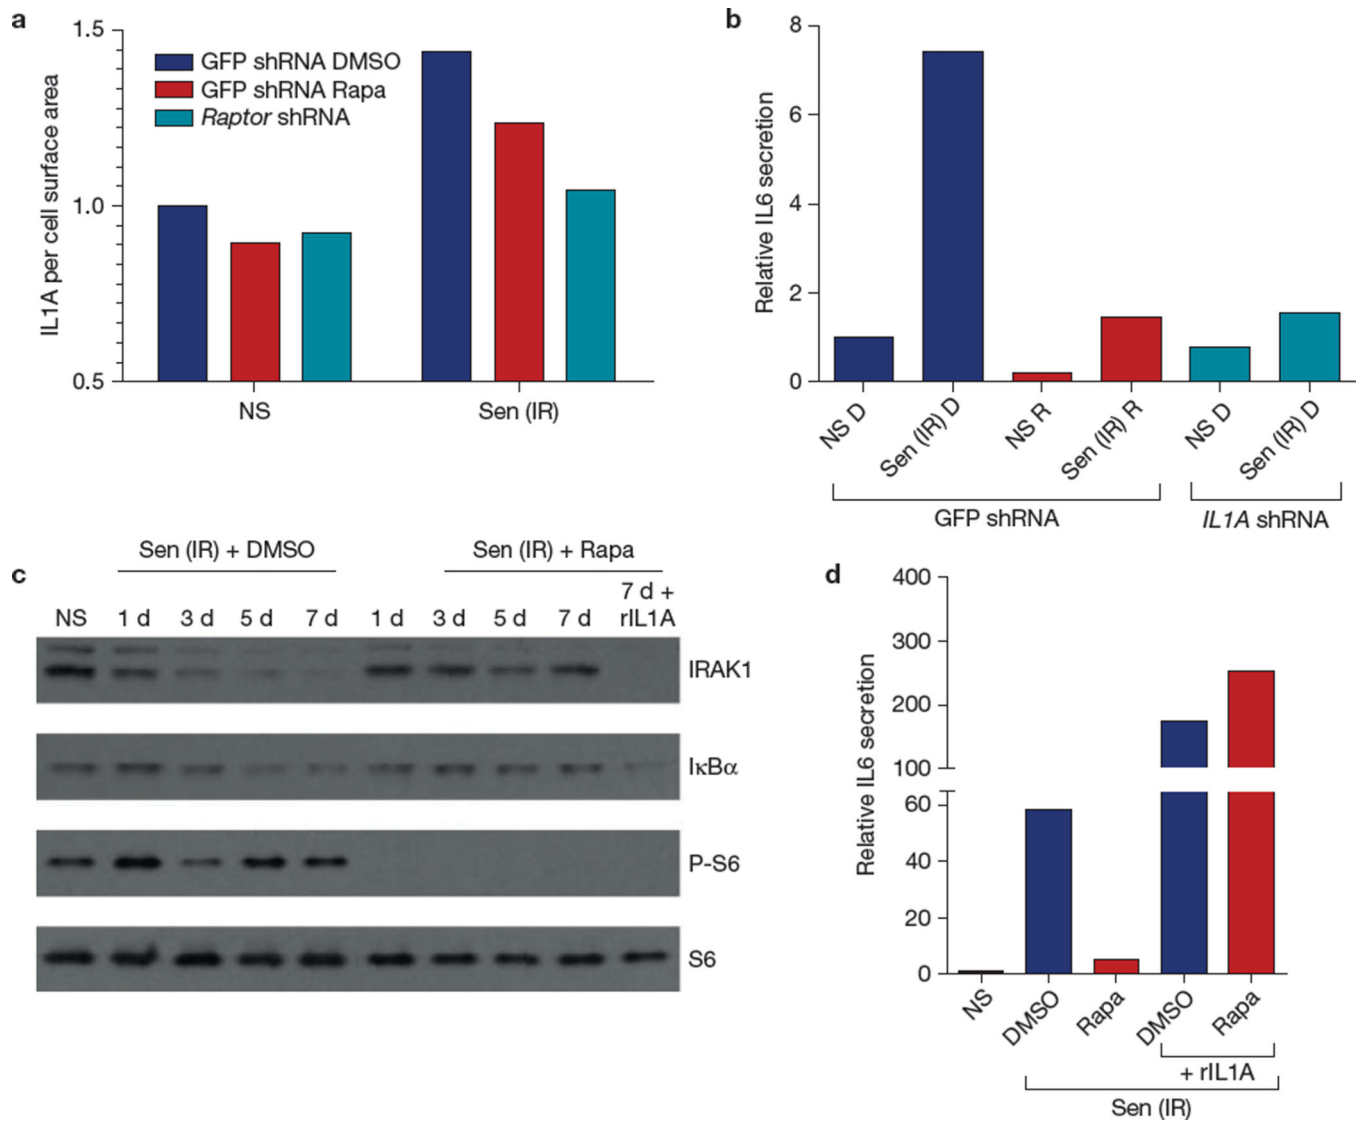 a
1.5
1.0
0.5
IL1A per cell surface area
GFP shRNA DMSO
GFP shRNA Rapa
Raptor shRNA
NS Sen (IR)
b
8
6
4
2
0
Relative IL6 secretion
NS D Sen (IR) D NS R Sen (IR) R NS D Sen (IR) D
GFP shRNA IL1A shRNA
c
Sen (IR) + DMSO Sen (IR) + Rapa
7 d +
NS 1 d 3 d 5 d 7 d 1 d 3 d 5 d 7 d rIL1A
IRAK1
IκBα
P-S6
S6
d
400
300
200
100
60
40
20
0
Relative IL6 secretion
NS DMSO Rapa DMSO Rapa
+ rIL1A
Sen (IR)